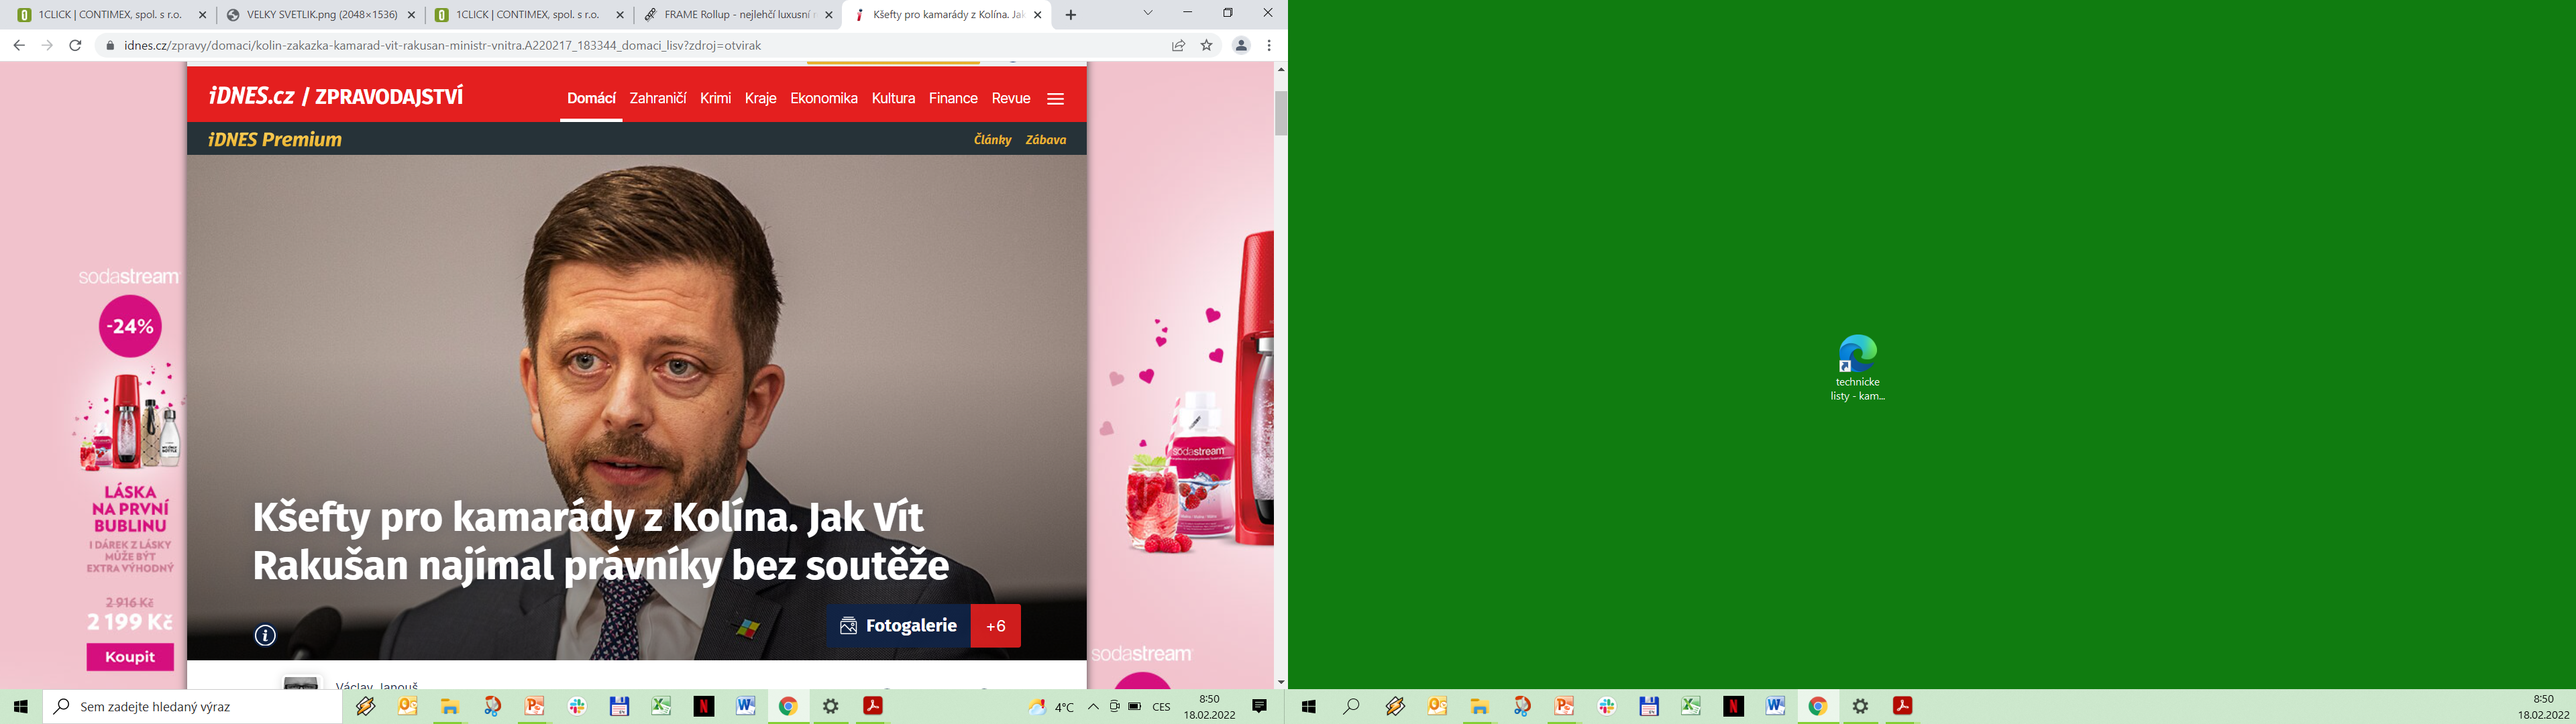 1CLICK | CONTIMEX, spol. s r.o.
VELKY SVETLIK.png (2048×1536)
1CLICK | CONTIMEX, spol. s r.o.
FRAME Rollup - nejlehčí luxusní
Kšefty pro kamarády z Kolína. Jak
idnes.cz/zpravy/domaci/kolin-zakazka-kamarad-vit-rakusan-ministr-vnitra.A220217_183344_domaci_lisv?zdroj=otvirak
iDNES.cz / ZPRAVODAJSTVÍ
Domácí Zahraničí Krimi Kraje Ekonomika Kultura Finance Revue
iDNES Premium
Články Zábava
sodastream
-24%
LÁSKA
NA PRVNÍ
BUBLINU
I DÁREK Z LÁSKY
MŮŽE BÝT
EXTRA VÝHODNÝ
2 916 Kč
2 199 Kč
Koupit
Kšefty pro kamarády z Kolína. Jak Vít
Rakušan najímal právníky bez soutěže
Fotogalerie +6
Václav Janouš
sodastream
sodastream
technicke
listy - kam...
Sem zadejte hledaný výraz
4°C
CES
8:50
18.02.2022
8:50
18.02.2022